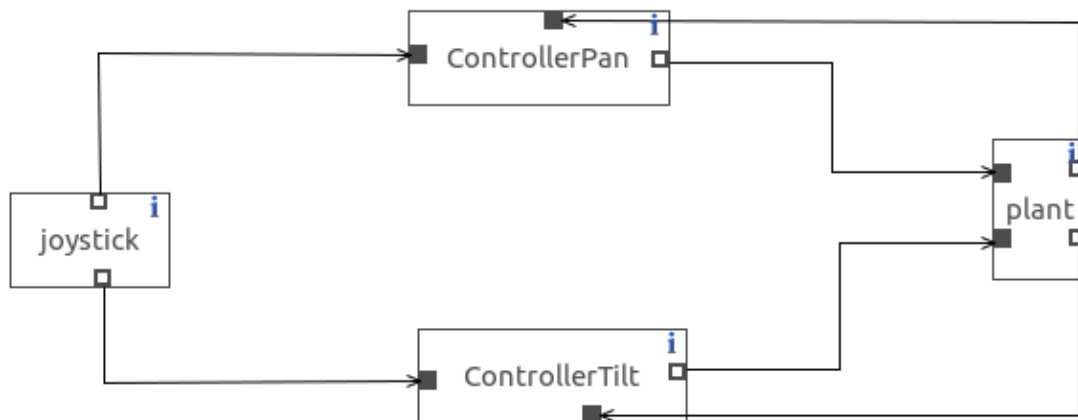 i
ControllerPan
i
plant
i
joystick
i
ControllerTilt